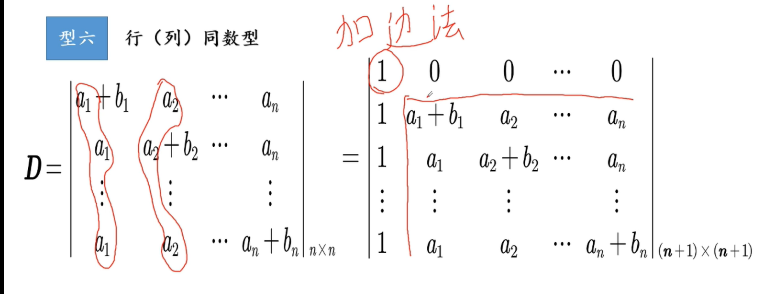 型六 行（列）同数型 加边法
D = | a₁+b₁ a₂ ⋯ aₙ | = | 1 0 0 ⋯ 0 |
| a₁ a₂+b₂ ⋯ aₙ | | 1 a₁+b₁ a₂ ⋯ aₙ |
| ⋮ ⋮ ⋮ | | 1 a₁ a₂+b₂ ⋯ aₙ |
| a₁ a₂ ⋯ aₙ+bₙ | n×n | ⋮ ⋮ ⋮ ⋮ |
| 1 a₁ a₂ ⋯ aₙ+bₙ | (n+1)×(n+1)